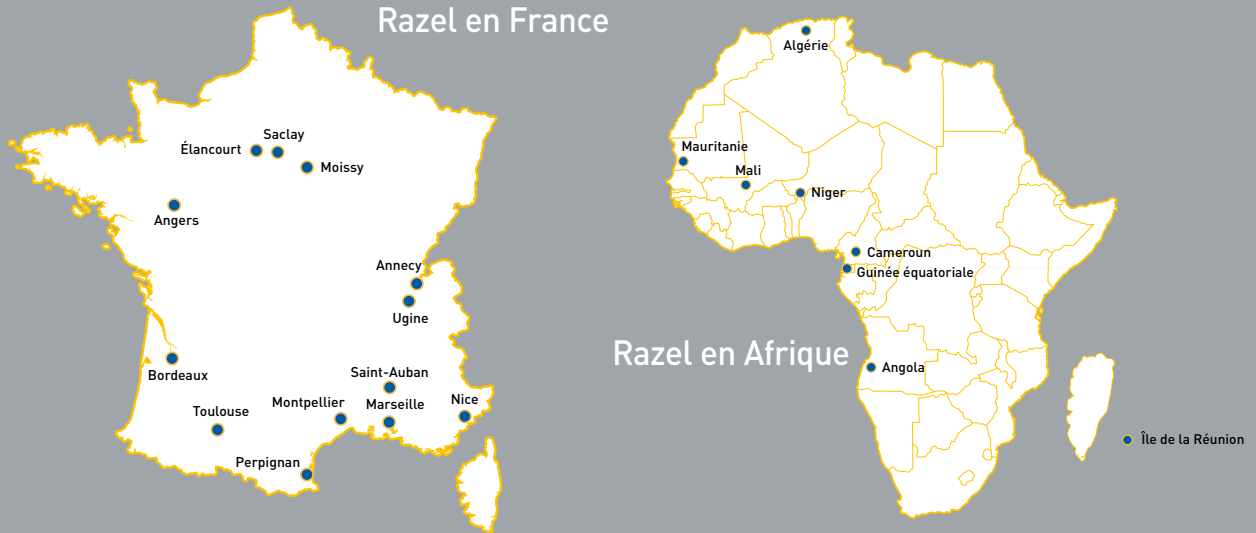 Razel en France
Saclay
Élancourt
Moissy
Angers
Annecy
Ugine
Bordeaux
Saint-Auban
Montpellier
Marseille
Nice
Toulouse
Perpignan
Algérie
Mauritanie
Mali
Niger
Cameroun
Guinée équatoriale
Razel en Afrique
Angola
Île de la Réunion